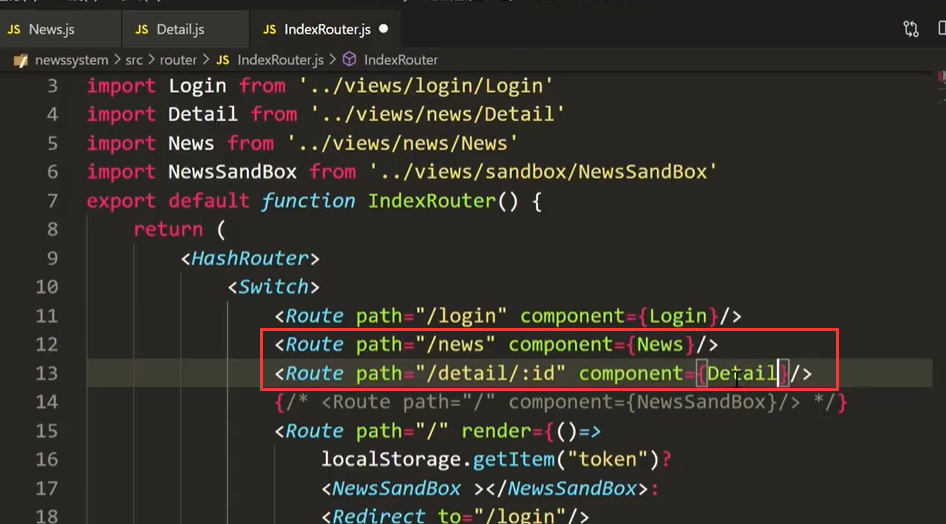 JS News.js JS Detail.js JS IndexRouter.js
newssystem > src > router > JS IndexRouter.js > IndexRouter
3 import Login from '../views/login/Login'
4 import Detail from '../views/news/Detail'
5 import News from '../views/news/News'
6 import NewsSandBox from '../views/sandbox/NewsSandBox'
7 export default function IndexRouter() {
8 return (
9 <HashRouter>
10 <Switch>
11 <Route path="/login" component={Login}/>
12 <Route path="/news" component={News}/>
13 <Route path="/detail/:id" component={Detail}/>
14 {/* <Route path="/" component={NewsSandBox}/> */}
15 <Route path="/" render={()=>
16 localStorage.getItem("token")?
17 <NewsSandBox ></NewsSandBox>:
18 <Redirect to="/login"/>